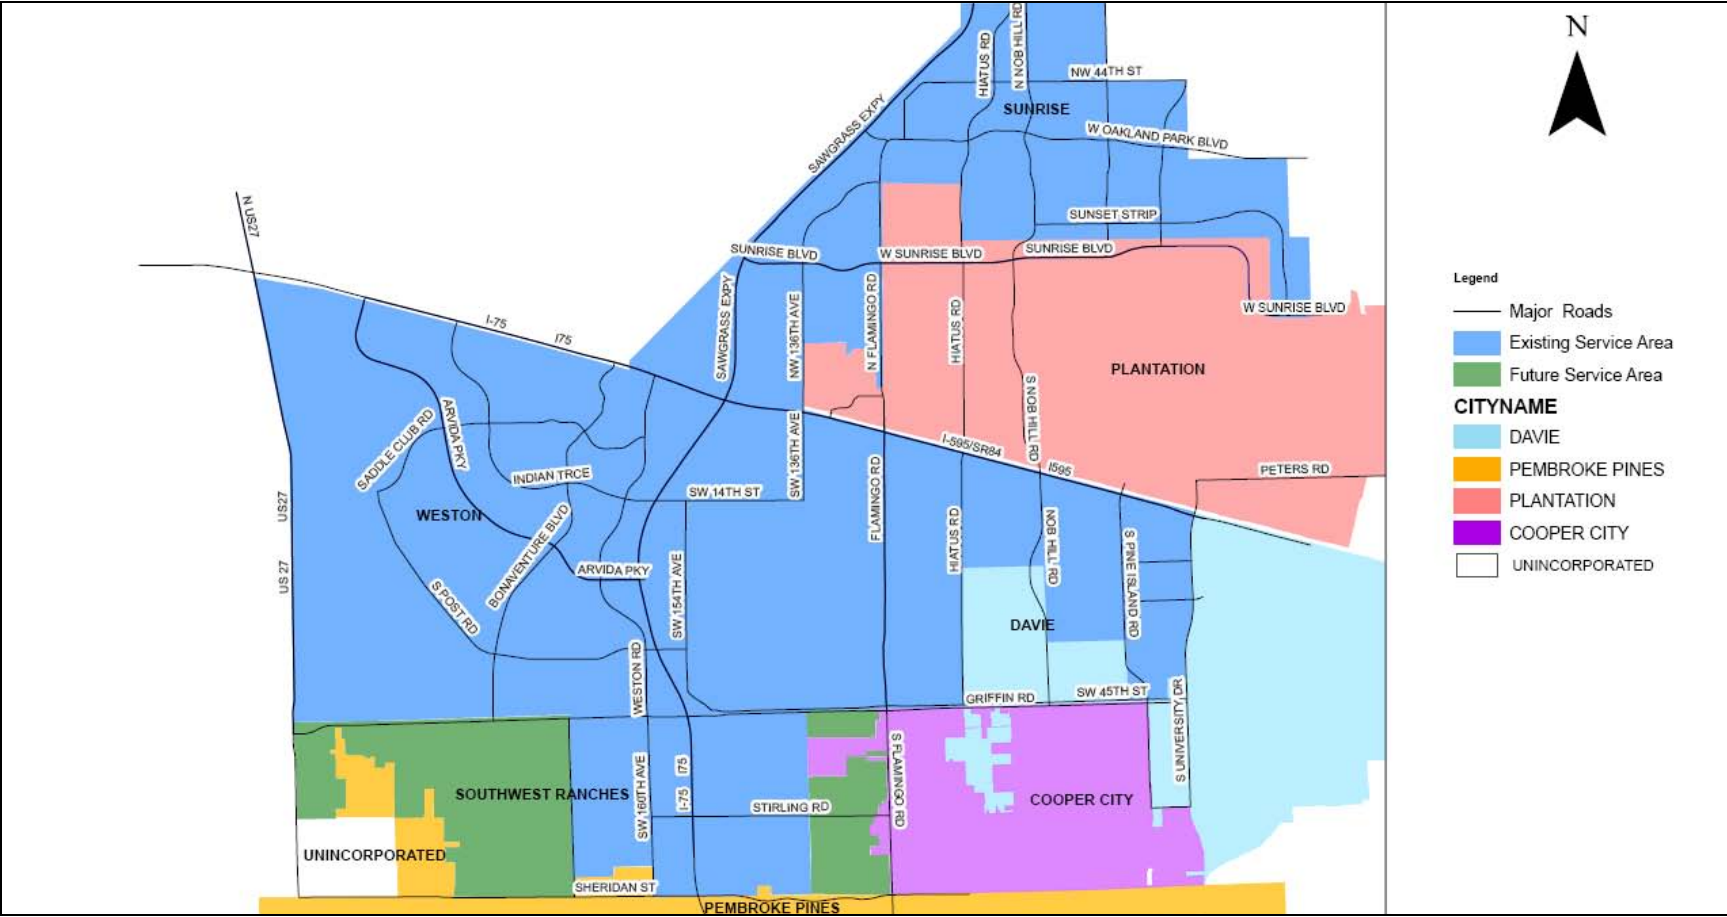 N
HIATUS RD
N NOB HILL RD
NW 44TH ST
SUNRISE
SAWGRASS EXPY
W OAKLAND PARK BLVD
N US27
SUNSET STRIP
SUNRISE BLVD
W SUNRISE BLVD
SUNRISE BLVD
SAWGRASS EXPY
NW 136TH AVE
N FLAMINGO RD
HIATUS RD
W SUNRISE BLVD
I-75
I75
PLANTATION
S NOB HILL RD
ARVIDA PKY
SADDLE CLUB RD
SW 136TH AVE
I-595/SR84
I595
PETERS RD
INDIAN TRCE
SW 14TH ST
FLAMINGO RD
US27
WESTON
BONAVENTURE BLVD
HIATUS RD
NOB HILL RD
S PINE ISLAND RD
US 27
ARVIDA PKY
SW 154TH AVE
S POST RD
DAVIE
WESTON RD
GRIFFIN RD
SW 45TH ST
S UNIVERSITY DR
S FLAMINGO RD
I75
I-75
SW 160TH AVE
SOUTHWEST RANCHES
STIRLING RD
COOPER CITY
UNINCORPORATED
SHERIDAN ST
PEMBROKE PINES
Legend
Major Roads
Existing Service Area
Future Service Area
CITYNAME
DAVIE
PEMBROKE PINES
PLANTATION
COOPER CITY
UNINCORPORATED